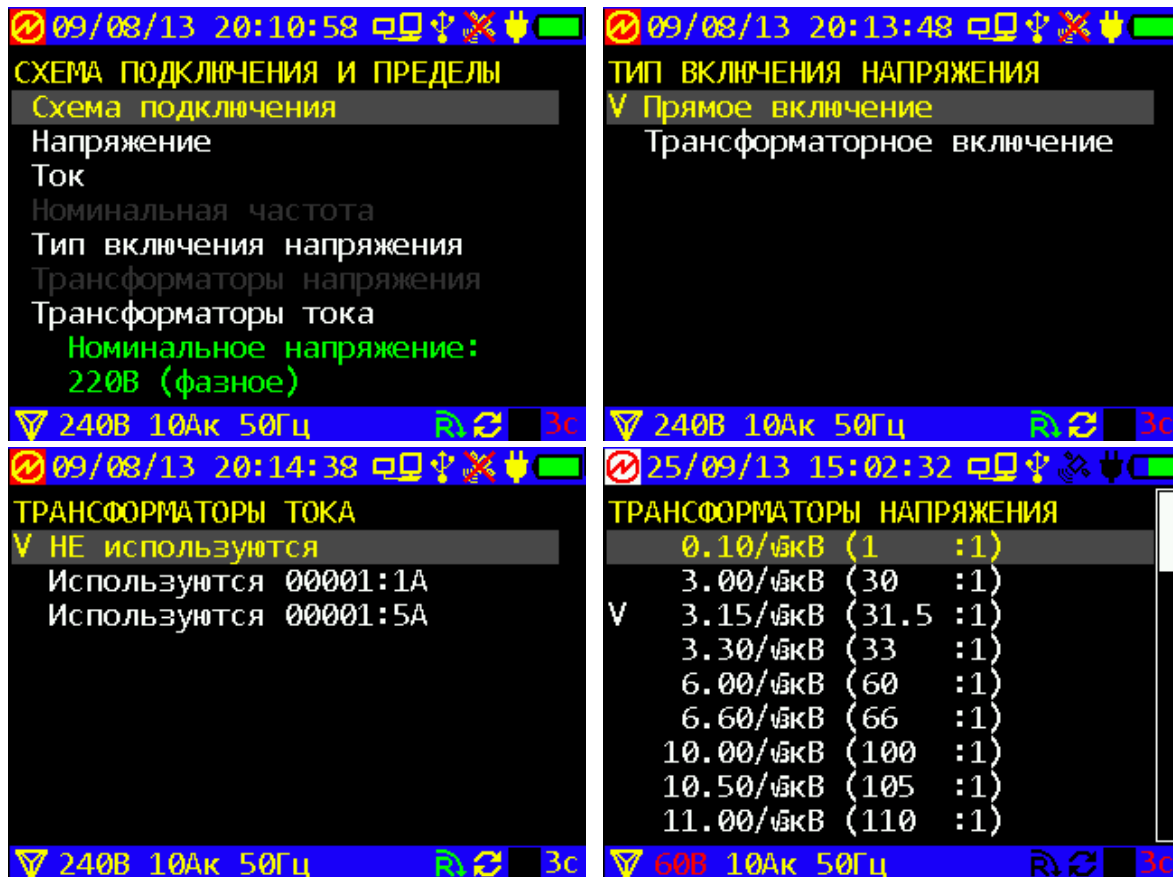 09/08/13 20:10:58
СХЕМА ПОДКЛЮЧЕНИЯ И ПРЕДЕЛЫ
Схема подключения
Напряжение
Ток
Номинальная частота
Тип включения напряжения
Трансформаторы напряжения
Трансформаторы тока
Номинальное напряжение:
220В (фазное)
240В 10Ак 50Гц R 3с
09/08/13 20:13:48
ТИП ВКЛЮЧЕНИЯ НАПРЯЖЕНИЯ
V Прямое включение
Трансформаторное включение
240В 10Ак 50Гц R 3с
09/08/13 20:14:38
ТРАНСФОРМАТОРЫ ТОКА
V НЕ используются
Используются 00001:1А
Используются 00001:5А
240В 10Ак 50Гц R 3с
25/09/13 15:02:32
ТРАНСФОРМАТОРЫ НАПРЯЖЕНИЯ
0.10/√3кВ (1 :1)
3.00/√3кВ (30 :1)
V 3.15/√3кВ (31.5 :1)
3.30/√3кВ (33 :1)
6.00/√3кВ (60 :1)
6.60/√3кВ (66 :1)
10.00/√3кВ (100 :1)
10.50/√3кВ (105 :1)
11.00/√3кВ (110 :1)
60В 10Ак 50Гц R 3с